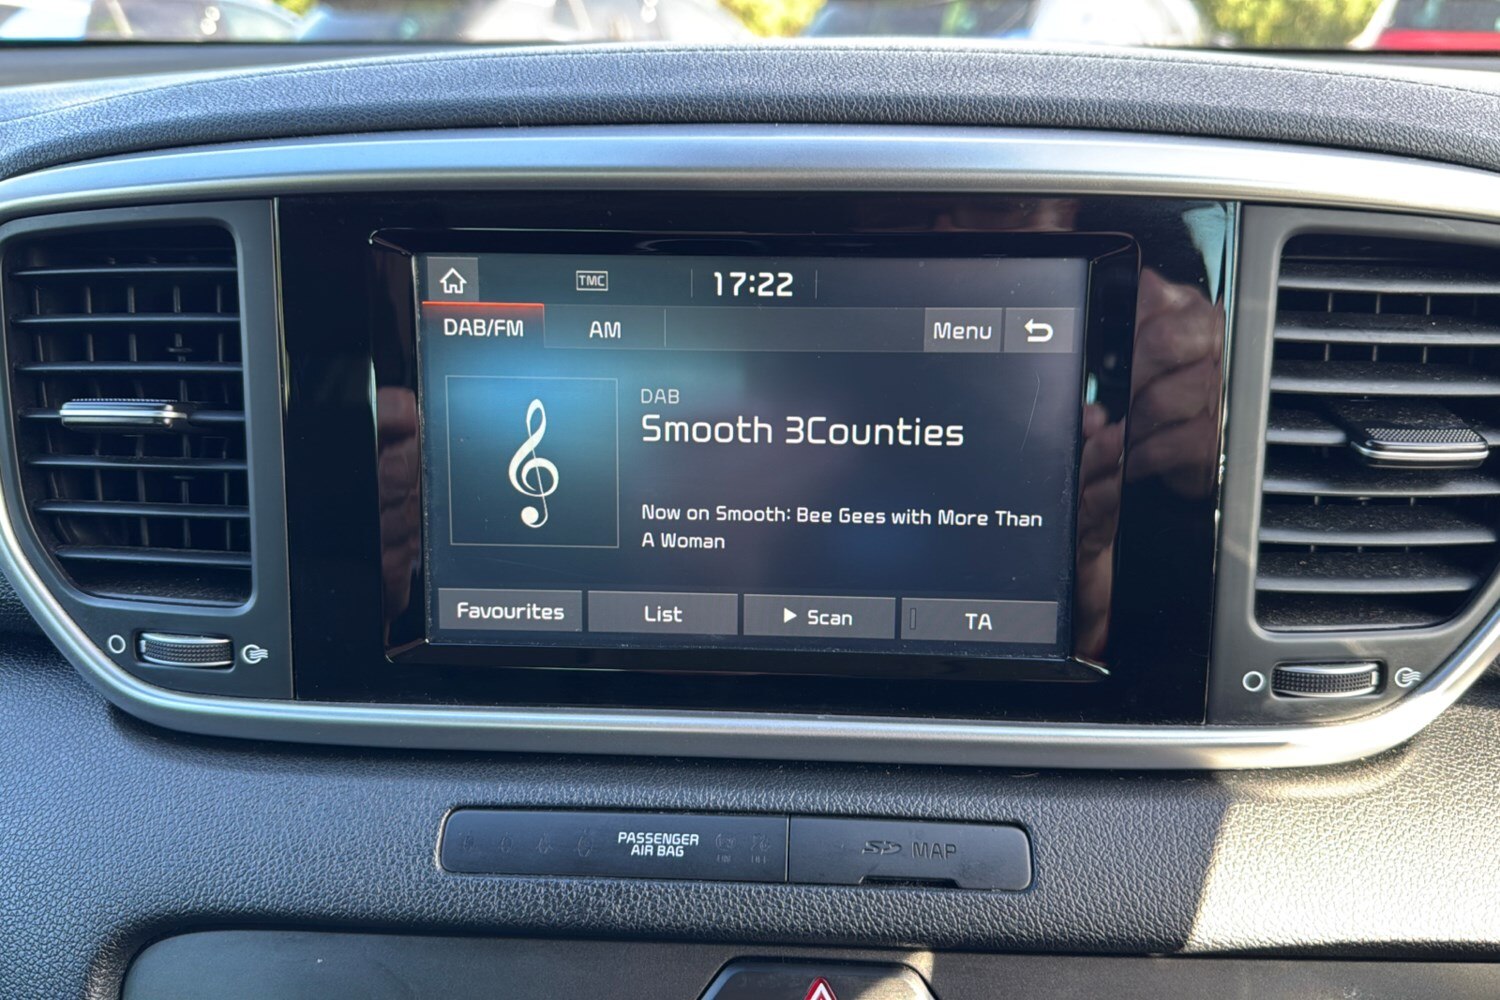 TMC
17:22
DAB/FM
AM
Menu
DAB
Smooth 3Counties
Now on Smooth: Bee Gees with More Than
A Woman
Favourites
List
Scan
TA
PASSENGER
AIR BAG
SD MAP